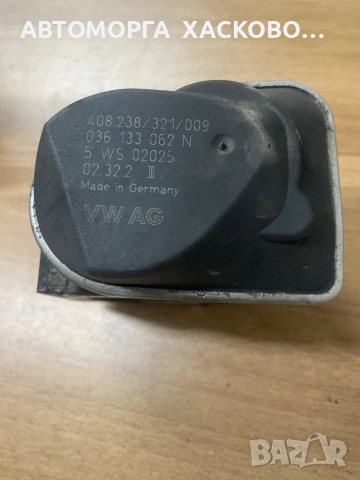 АВТОМОРГА ХАСКОВО...
408.238/321/009
036 133 062 N
5 WS 02025
02.32.2 II
Made in Germany
VW AG
bazar